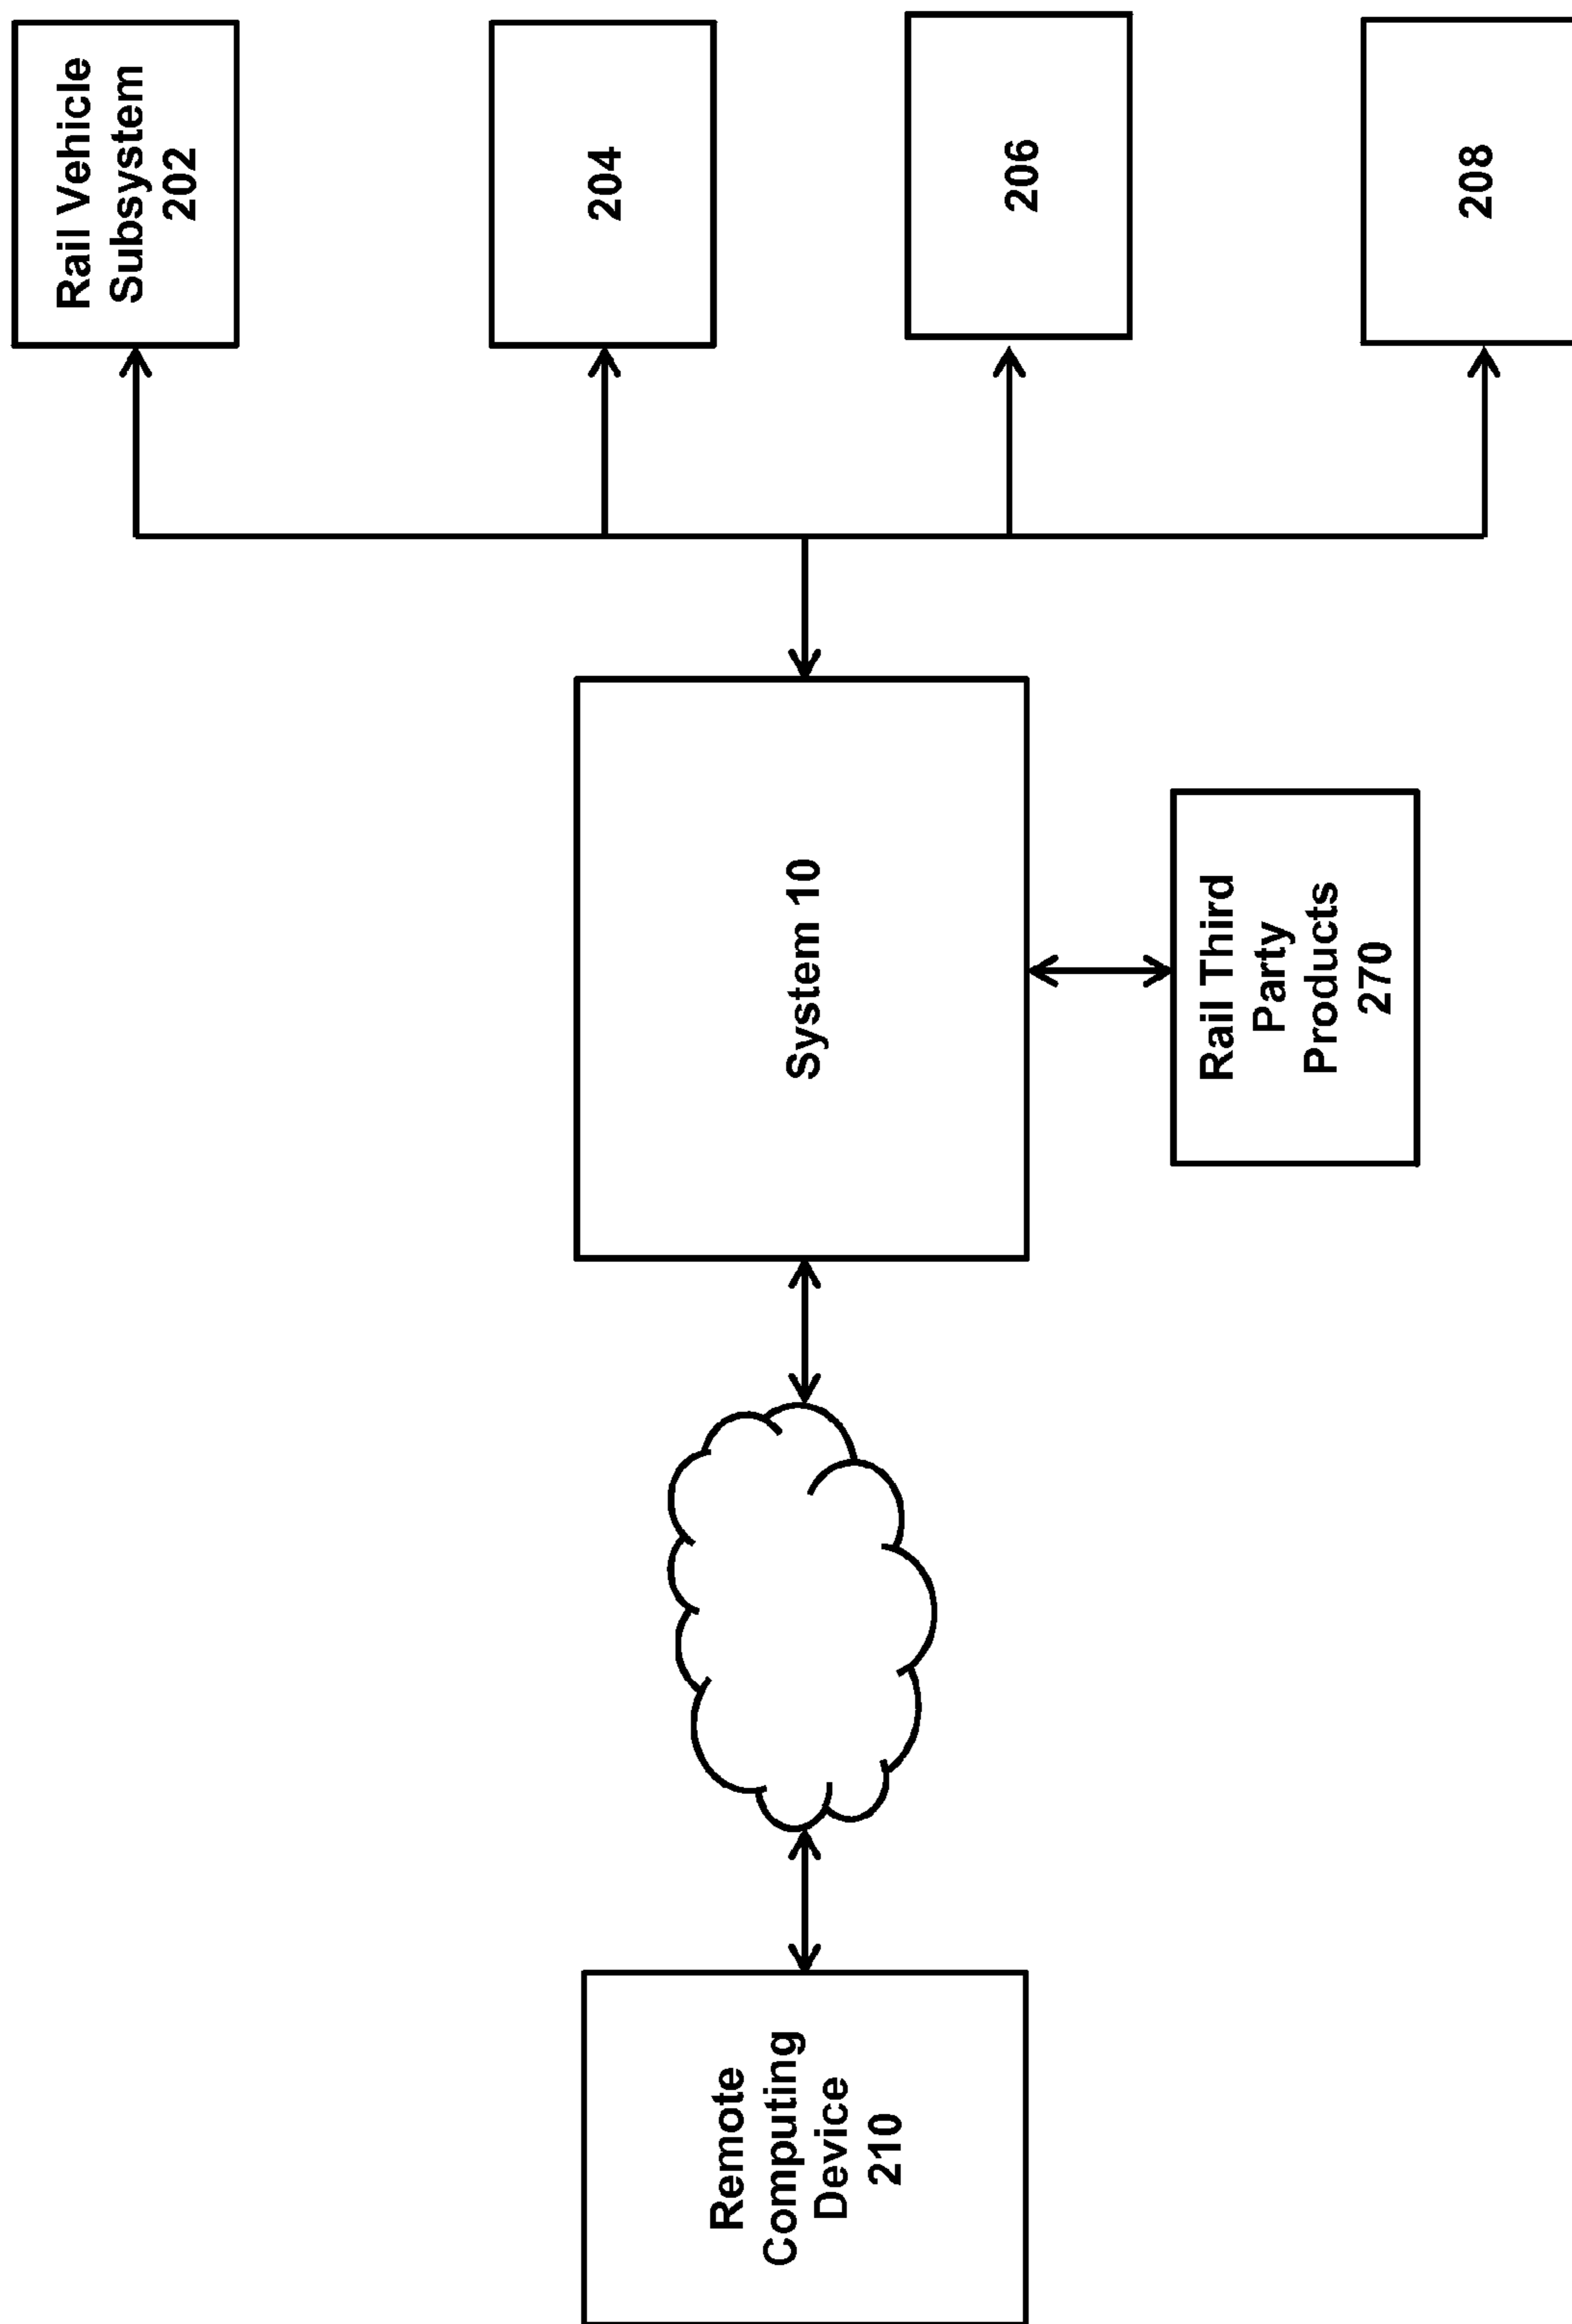 Remote
Computing
Device
210
System 10
Rail Third
Party
Products
270
Rail Vehicle
Subsystem
202
204
206
208